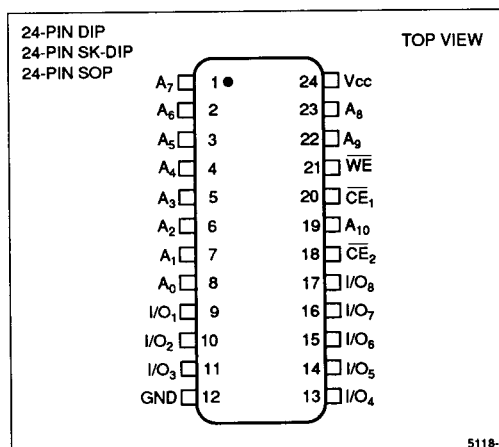 24-PIN DIP
24-PIN SK-DIP
24-PIN SOP
TOP VIEW
A7 1 24 Vcc
A6 2 23 A8
A5 3 22 A9
A4 4 21 W̅E̅
A3 5 20 C̅E̅1
A2 6 19 A10
A1 7 18 C̅E̅2
A0 8 17 I/O8
I/O1 9 16 I/O7
I/O2 10 15 I/O6
I/O3 11 14 I/O5
GND 12 13 I/O4
5118-